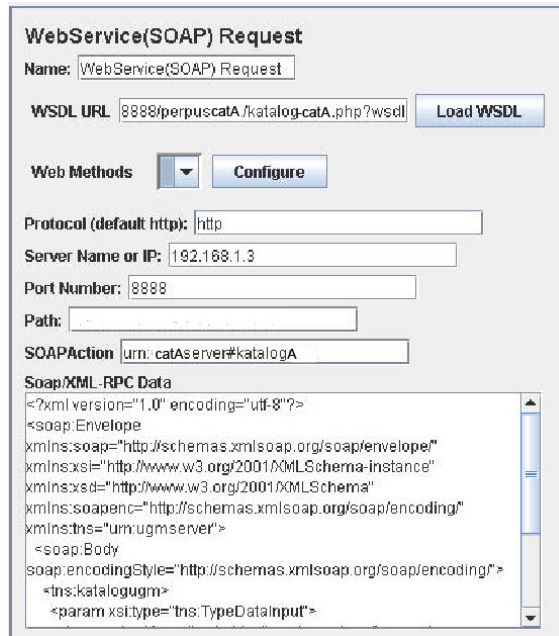 WebService(SOAP) Request
Name: WebService(SOAP) Request
WSDL URL 8888/perpuscatA./katalog-catA.php?wsdl Load WSDL
Web Methods Configure
Protocol (default http): http
Server Name or IP: 192.168.1.3
Port Number: 8888
Path:
SOAPAction urn: catAserver#katalogA
Soap/XML-RPC Data
<?xml version="1.0" encoding="utf-8"?>
<soap:Envelope
xmlns:soap="http://schemas.xmlsoap.org/soap/envelope/"
xmlns:xsi="http://www.w3.org/2001/XMLSchema-instance"
xmlns:xsd="http://www.w3.org/2001/XMLSchema"
xmlns:soapenc="http://schemas.xmlsoap.org/soap/encoding/"
xmlns:tns="urn:ugmserver">
<soap:Body
soap:encodingStyle="http://schemas.xmlsoap.org/soap/encoding/">
<tns:katalogugm>
<param xsi:type="tns:TypeDataInput">